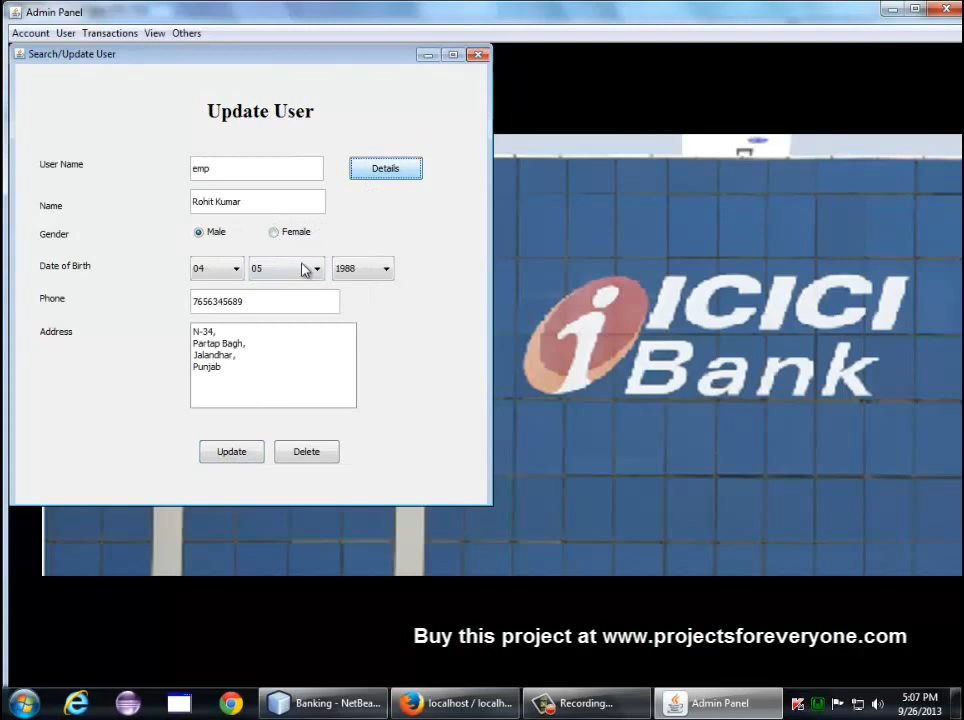 Admin Panel
Account User Transactions View Others
Search/Update User
Update User
User Name emp Details
Name Rohit Kumar
Gender Male Female
Date of Birth 04 05 1988
Phone 7656345689
Address N-34,
Partap Bagh,
Jalandhar,
Punjab
Update Delete
ICICI
Bank
Buy this project at www.projectsforeveryone.com
Banking - NetBea... localhost / localh... Recording... Admin Panel 5:07 PM
9/26/2013